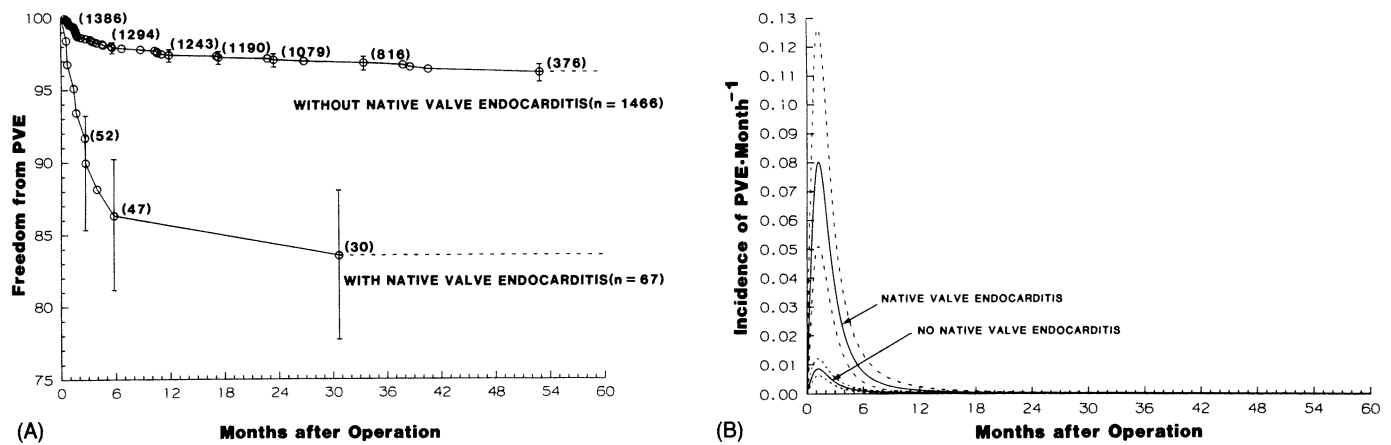 Freedom from PVE
100
95
90
85
80
75
(1386)
(1294)
(1243)
(1190)
(1079)
(816)
(376)
WITHOUT NATIVE VALVE ENDOCARDITIS(n = 1466)
(52)
(47)
(30)
WITH NATIVE VALVE ENDOCARDITIS(n = 67)
0 6 12 18 24 30 36 42 48 54 60
Months after Operation
(A)
Incidence of PVE·Month⁻¹
0.13
0.12
0.11
0.10
0.09
0.08
0.07
0.06
0.05
0.04
0.03
0.02
0.01
0.00
NATIVE VALVE ENDOCARDITIS
NO NATIVE VALVE ENDOCARDITIS
0 6 12 18 24 30 36 42 48 54 60
Months after Operation
(B)